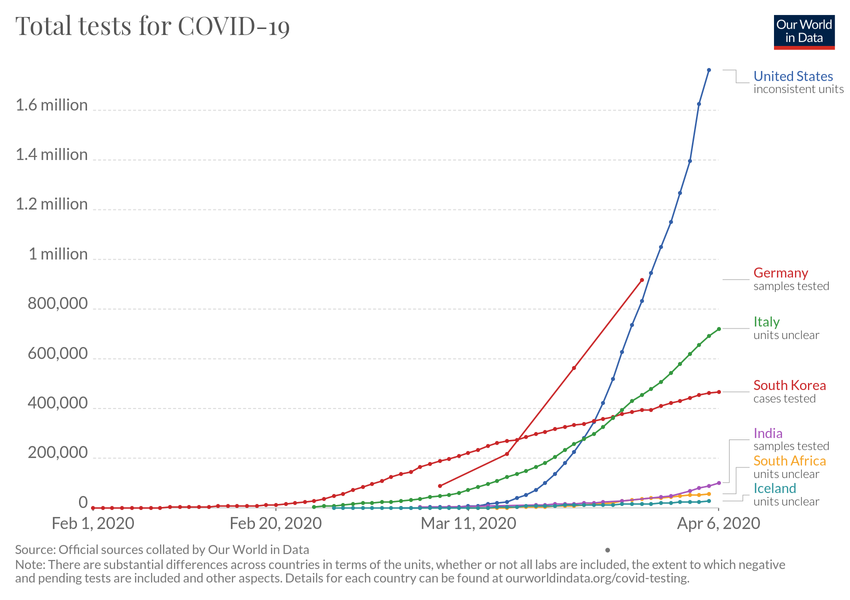 Total tests for COVID-19
Our World
in Data
United States
inconsistent units
1.6 million
1.4 million
1.2 million
1 million
Germany
samples tested
800,000
Italy
units unclear
600,000
South Korea
cases tested
400,000
India
samples tested
200,000
South Africa
units unclear
Iceland
units unclear
0
Feb 1, 2020
Feb 20, 2020
Mar 11, 2020
Apr 6, 2020
Source: Official sources collated by Our World in Data
Note: There are substantial differences across countries in terms of the units, whether or not all labs are included, the extent to which negative
and pending tests are included and other aspects. Details for each country can be found at ourworldindata.org/covid-testing.